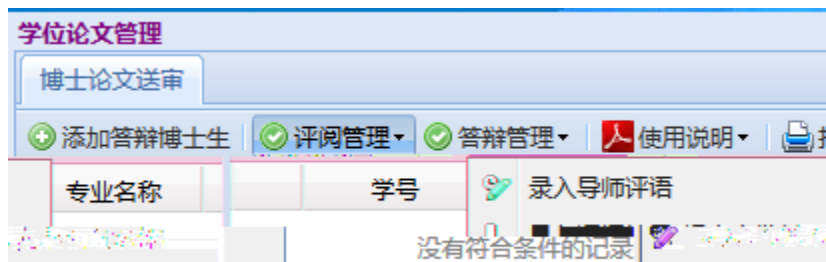 学位论文管理
博士论文送审
添加答辩博士生 评阅管理 答辩管理 使用说明
专业名称 学号 录入导师评语
没有符合条件的记录